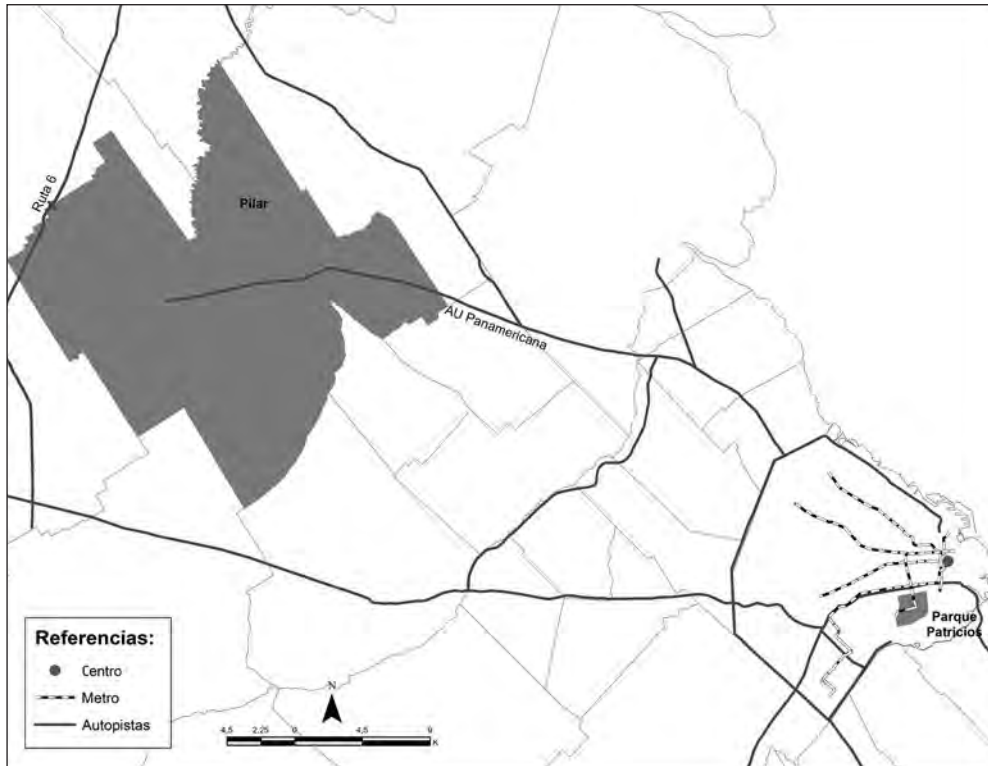 Ruta 6
Pilar
AU Panamericana
Parque
Patricios
Referencias:
Centro
Metro
Autopistas
N
4,5 2,25 0 4,5 9
K